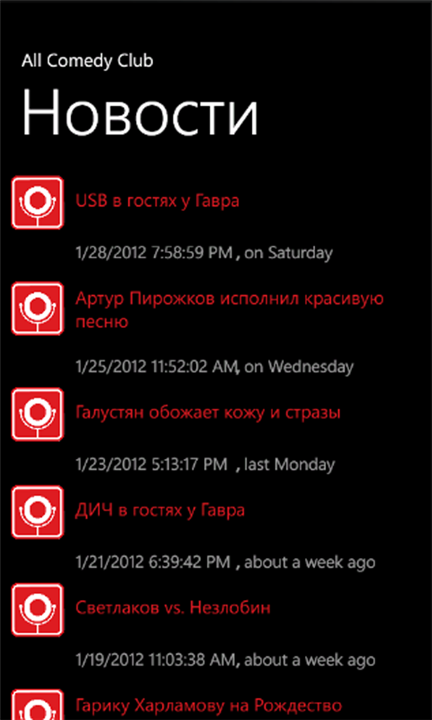 All Comedy Club
Новости
USB в гостях у Гавра
1/28/2012 7:58:59 PM , on Saturday
Артур Пирожков исполнил красивую
песню
1/25/2012 11:52:02 AM, on Wednesday
Галустян обожает кожу и стразы
1/23/2012 5:13:17 PM , last Monday
ДИЧ в гостях у Гавра
1/21/2012 6:39:42 PM , about a week ago
Светлаков vs. Незлобин
1/19/2012 11:03:38 AM, about a week ago
Гарику Харламову на Рождество